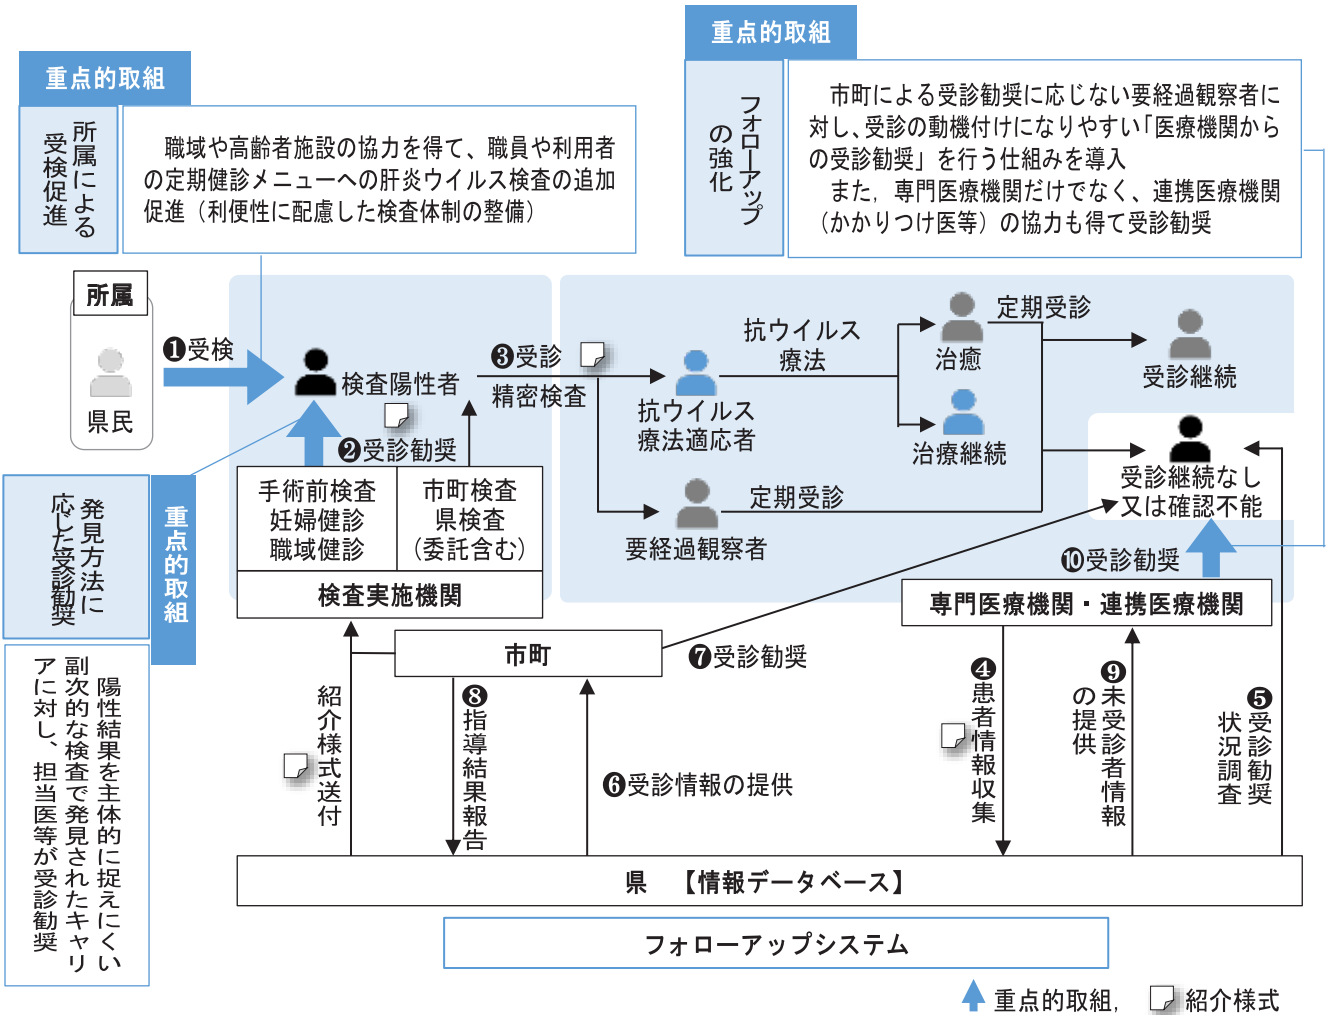 重点的取組
所属による
受検促進
職域や高齢者施設の協力を得て、職員や利用者
の定期健診メニューへの肝炎ウイルス検査の追加
促進（利便性に配慮した検査体制の整備）
重点的取組
フォローアップ
の強化
市町による受診勧奨に応じない要経過観察者に
対し、受診の動機付けになりやすい「医療機関から
の受診勧奨」を行う仕組みを導入
また，専門医療機関だけでなく、連携医療機関
（かかりつけ医等）の協力も得て受診勧奨
所属
県民
❶受検
検査陽性者
❷受診勧奨
❸受診
精密検査
抗ウイルス
療法適応者
抗ウイルス
療法
治癒
治療継続
定期受診
受診継続
要経過観察者
定期受診
受診継続なし
又は確認不能
❿受診勧奨
手術前検査
妊婦健診
職域健診
市町検査
県検査
（委託含む）
検査実施機関
専門医療機関・連携医療機関
発見方法に
応じた受診勧奨
重点的取組
陽性結果を主体的に捉えにくい
副次的な検査で発見されたキャリ
アに対し、担当医等が受診勧奨
市町
❼受診勧奨
紹介様式送付
❽指導結果報告
❻受診情報の提供
❹患者情報収集
❾未受診者情報
の提供
❺受診勧奨
状況調査
県　【情報データベース】
フォローアップシステム
重点的取組,
紹介様式